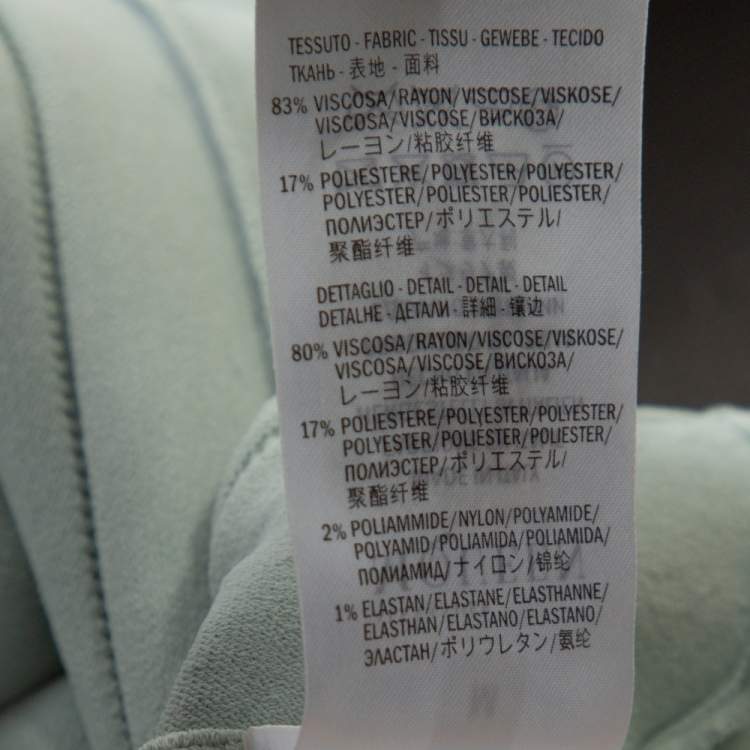 TESSUTO - FABRIC - TISSU - GEWEBE - TECIDO
ТКАНЬ - 表地 - 面料
83% VISCOSA/RAYON/VISCOSE/VISKOSE/
VISCOSA/VISCOSE/ВИСКОЗА/
レーヨン/粘胶纤维
17% POLIESTERE/POLYESTER/POLYESTER/
POLYESTER/POLIESTER/POLIESTER/
ПОЛИЭСТЕР/ポリエステル/
聚酯纤维
DETTAGLIO - DETAIL - DETAIL - DETAIL
DETALHE - ДЕТАЛИ - 詳細 - 镶边
80% VISCOSA/RAYON/VISCOSE/VISKOSE/
VISCOSA/VISCOSE/ВИСКОЗА/
レーヨン/粘胶纤维
17% POLIESTERE/POLYESTER/POLYESTER/
POLYESTER/POLIESTER/POLIESTER/
ПОЛИЭСТЕР/ポリエステル/
聚酯纤维
2% POLIAMMIDE/NYLON/POLYAMIDE/
POLYAMID/POLIAMIDA/POLIAMIDA/
ПОЛИАМИД/ナイロン/锦纶
1% ELASTAN/ELASTANE/ELASTHANNE/
ELASTHAN/ELASTANO/ELASTANO/
ЭЛАСТАН/ポリウレタン/氨纶